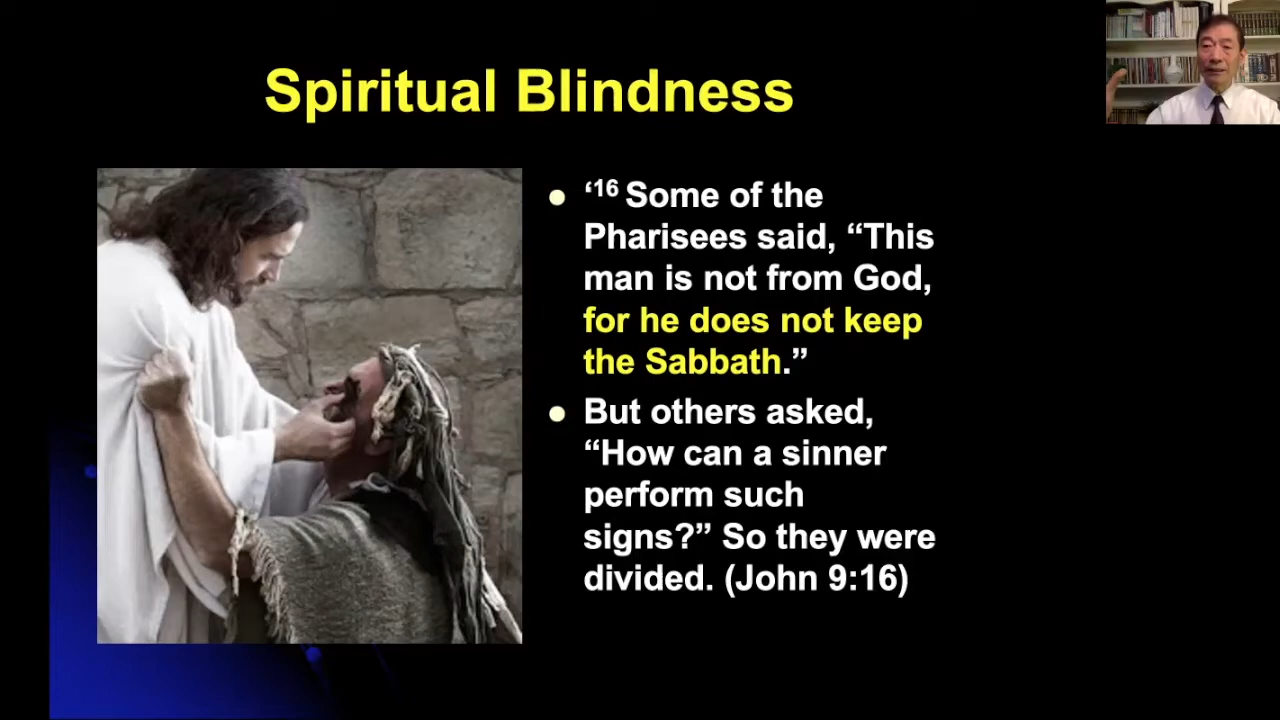 Spiritual Blindness
• ‘16 Some of the
Pharisees said, “This
man is not from God,
for he does not keep
the Sabbath.”
• But others asked,
“How can a sinner
perform such
signs?” So they were
divided. (John 9:16)